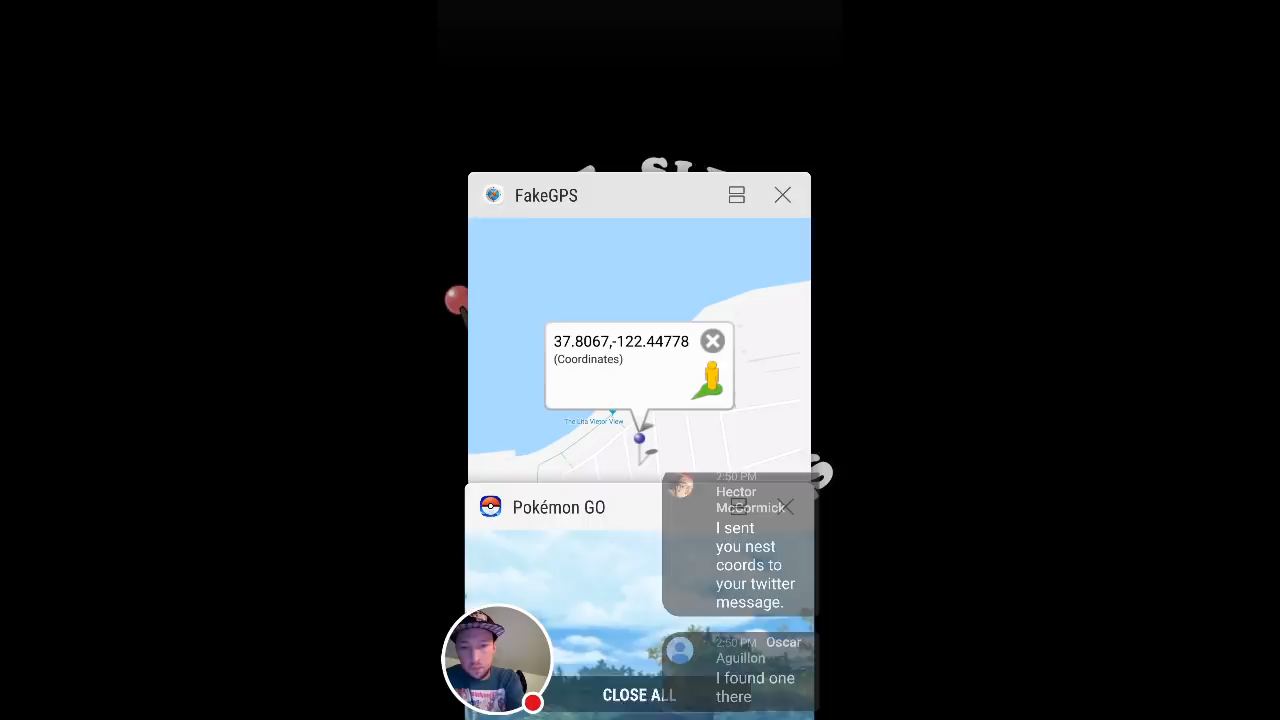 FakeGPS
37.8067,-122.44778
(Coordinates)
The Lita Vietor View
2:50 PM
Hector
McCormick
I sent
you nest
coords to
your twitter
message.
Pokémon GO
2:50 PM Oscar
Aguillon
I found one
there
CLOSE ALL